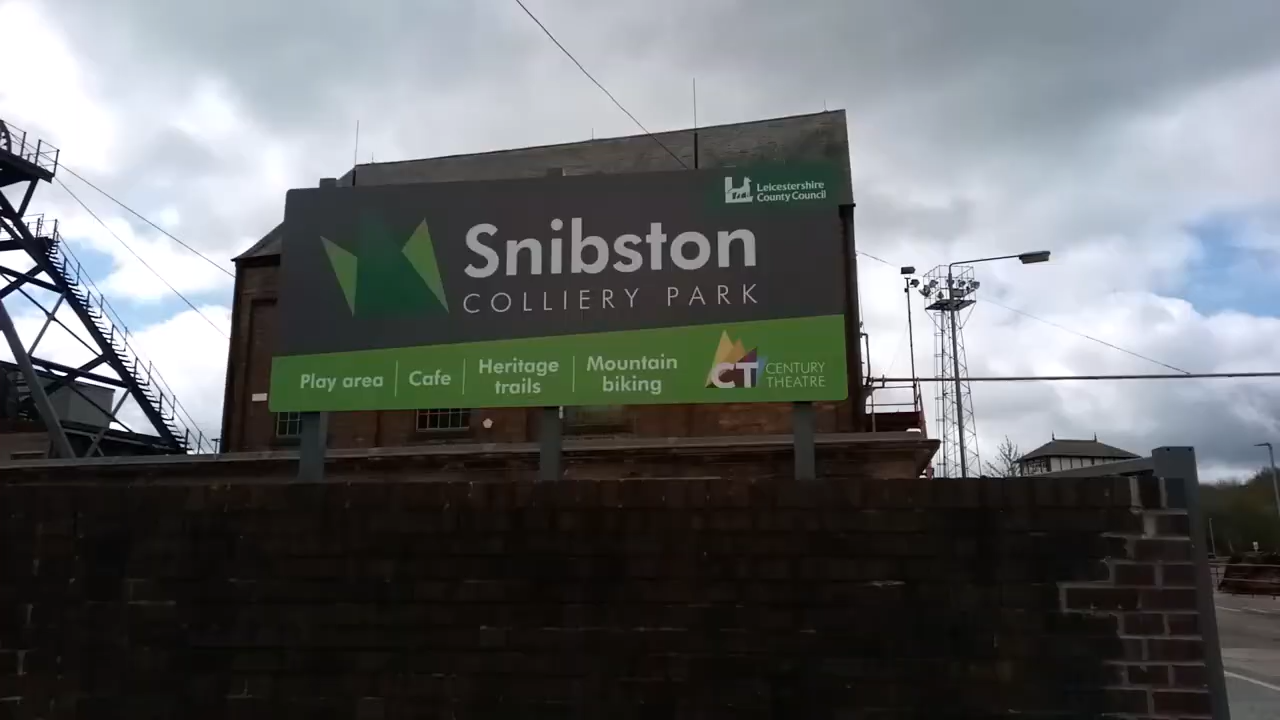 Leicestershire
County Council
Snibston
COLLIERY PARK
Play area
Cafe
Heritage
trails
Mountain
biking
CT
CENTURY
THEATRE